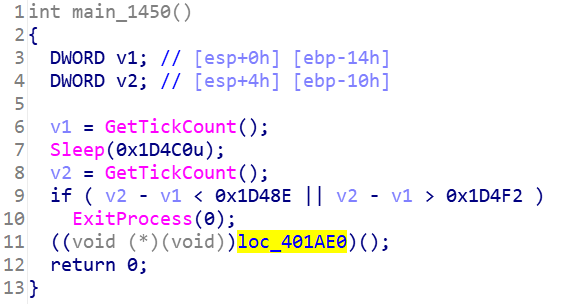 1 int main_1450()
2 {
3   DWORD v1; // [esp+0h] [ebp-14h]
4   DWORD v2; // [esp+4h] [ebp-10h]
5
6   v1 = GetTickCount();
7   Sleep(0x1D4C0u);
8   v2 = GetTickCount();
9   if ( v2 - v1 < 0x1D48E || v2 - v1 > 0x1D4F2 )
10     ExitProcess(0);
11   ((void (*)(void))loc_401AE0)();
12   return 0;
13 }